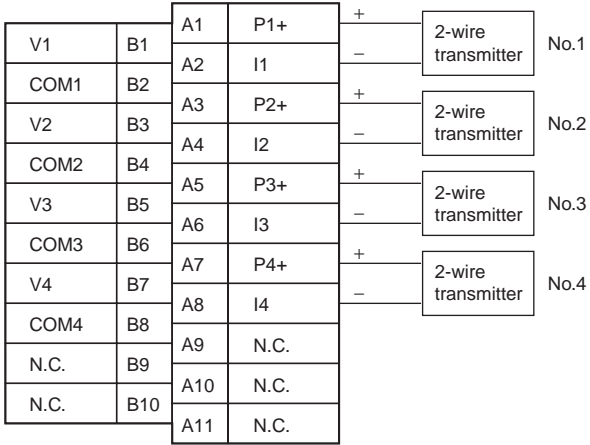 A1 P1+ +
2-wire
transmitter
No.1
V1 B1
A2 I1 –
COM1 B2
A3 P2+ +
2-wire
transmitter
No.2
V2 B3
A4 I2 –
COM2 B4
A5 P3+ +
2-wire
transmitter
No.3
V3 B5
A6 I3 –
COM3 B6
A7 P4+ +
2-wire
transmitter
No.4
V4 B7
A8 I4 –
COM4 B8
A9 N.C.
N.C. B9
A10 N.C.
N.C. B10
A11 N.C.